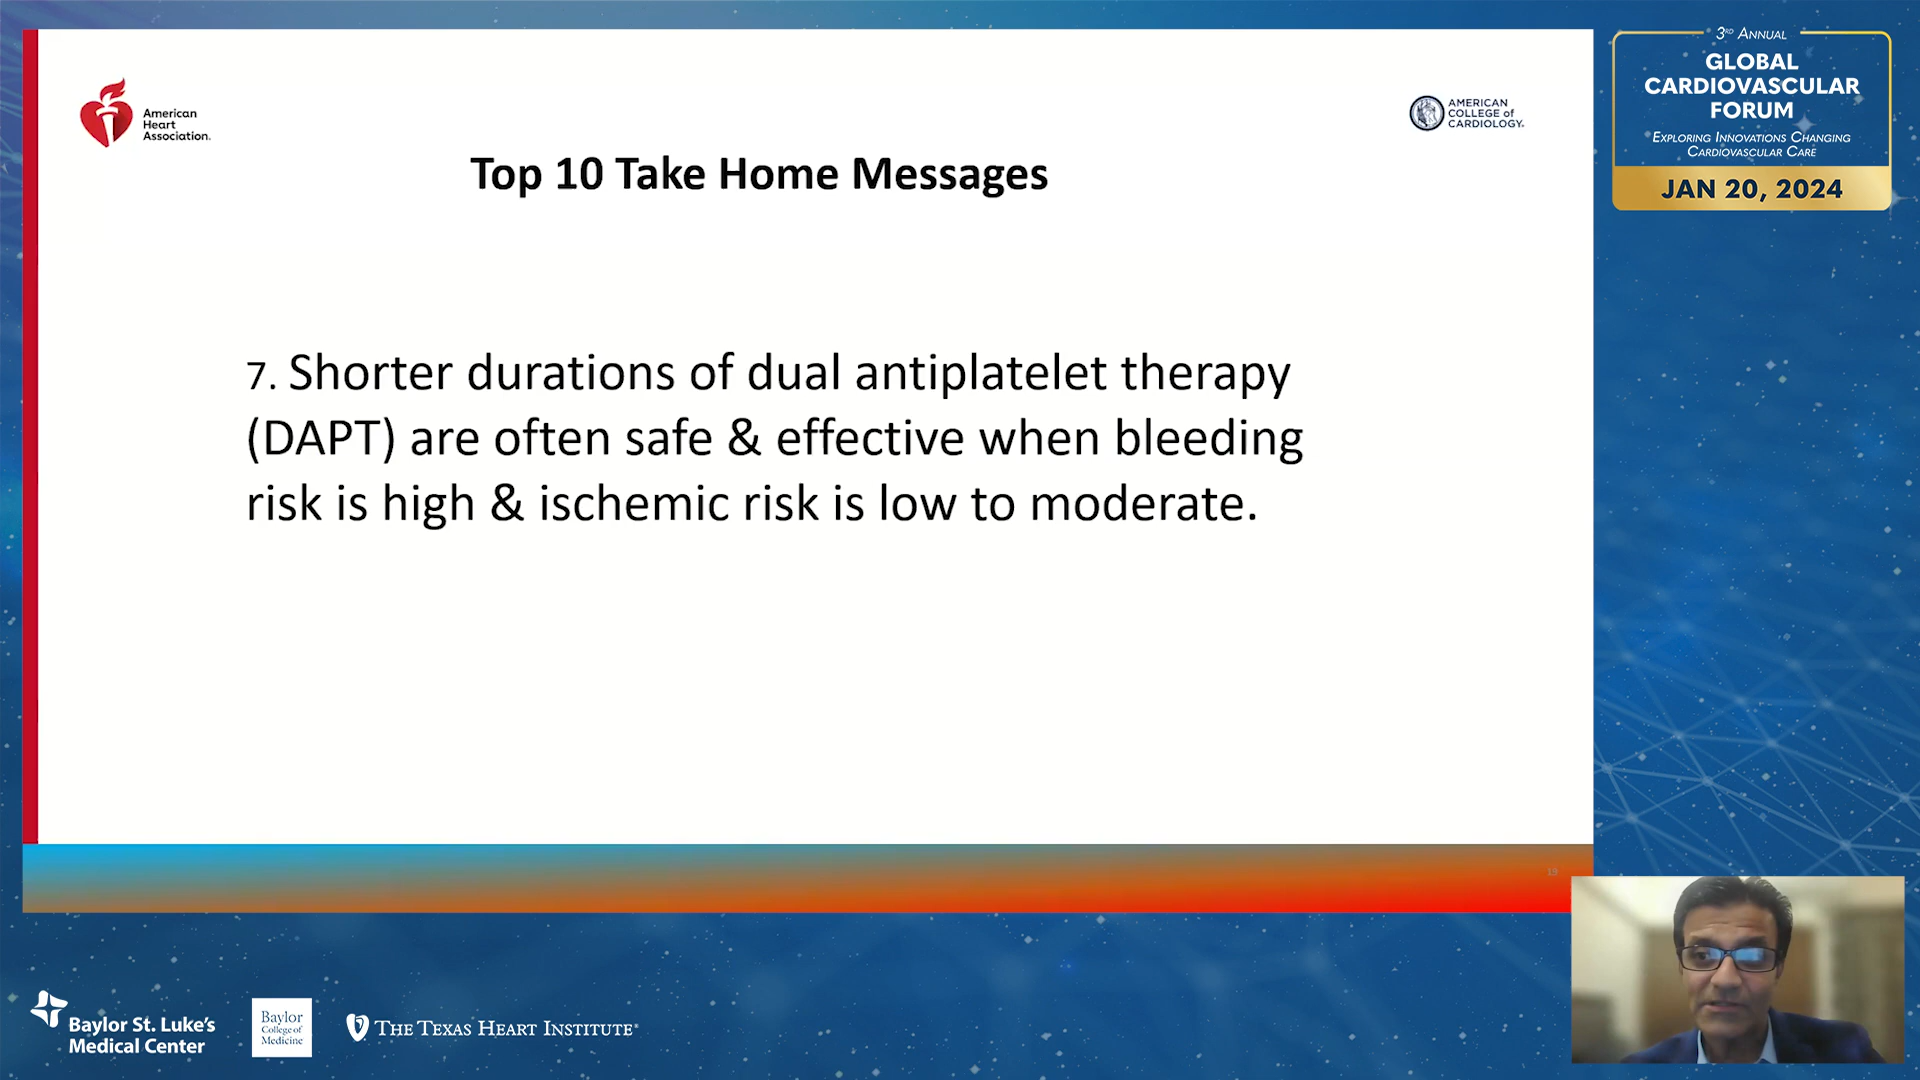 American
Heart
Association.
AMERICAN
COLLEGE of
CARDIOLOGY.
Top 10 Take Home Messages
7. Shorter durations of dual antiplatelet therapy
(DAPT) are often safe & effective when bleeding
risk is high & ischemic risk is low to moderate.
19
3RD ANNUAL
GLOBAL
CARDIOVASCULAR
FORUM
EXPLORING INNOVATIONS CHANGING
CARDIOVASCULAR CARE
JAN 20, 2024
Baylor St. Luke's
Medical Center
Baylor
College of
Medicine
THE TEXAS HEART INSTITUTE®